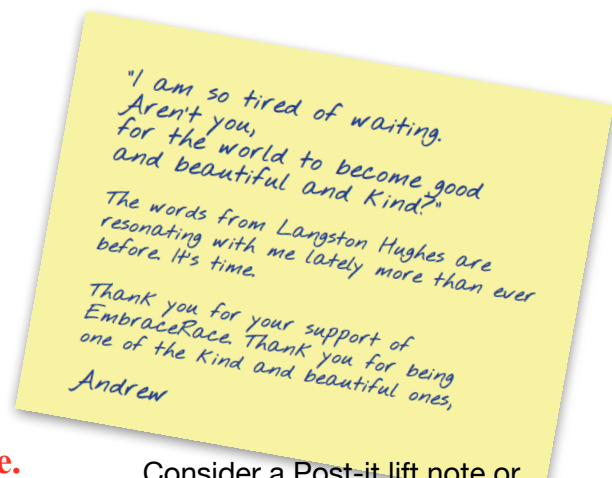 "I am so tired of waiting.
Aren't you,
for the world to become good
and beautiful and Kind?"
The words from Langston Hughes are
resonating with me lately more than ever
before. It's time.
Thank you for your support of
EmbraceRace. Thank you for being
one of the Kind and beautiful ones,
Andrew
e.
Consider a Post-it lift note or